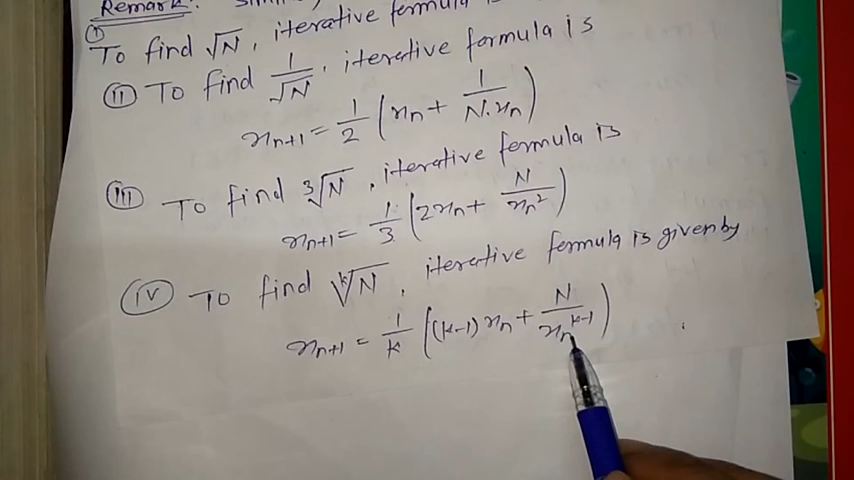 Remark:
(i) To find √N, iterative formula
(ii) To find 1/√N, iterative formula is
xn+1 = 1/2 (xn + 1/(N·xn))
(iii) To find ³√N, iterative formula is
xn+1 = 1/3 (2xn + N/xn²)
(iv) To find ᵏ√N, iterative formula is given by
xn+1 = 1/k ((k-1) xn + N/xn^(k-1))